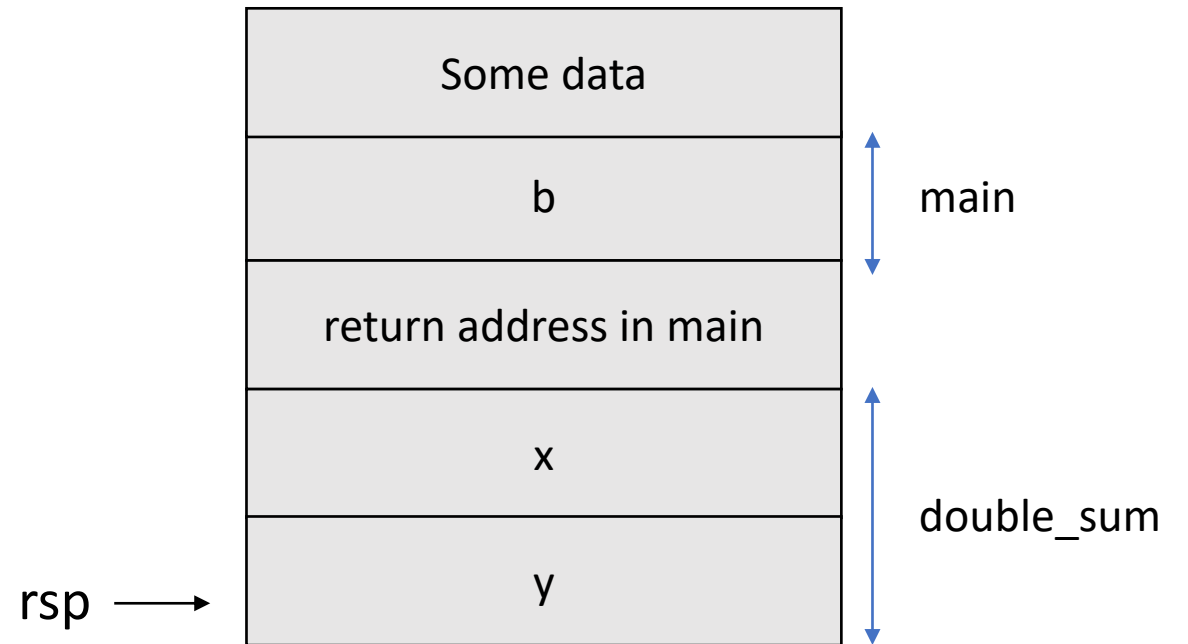 Some data
b
main
return address in main
x
double_sum
rsp
y